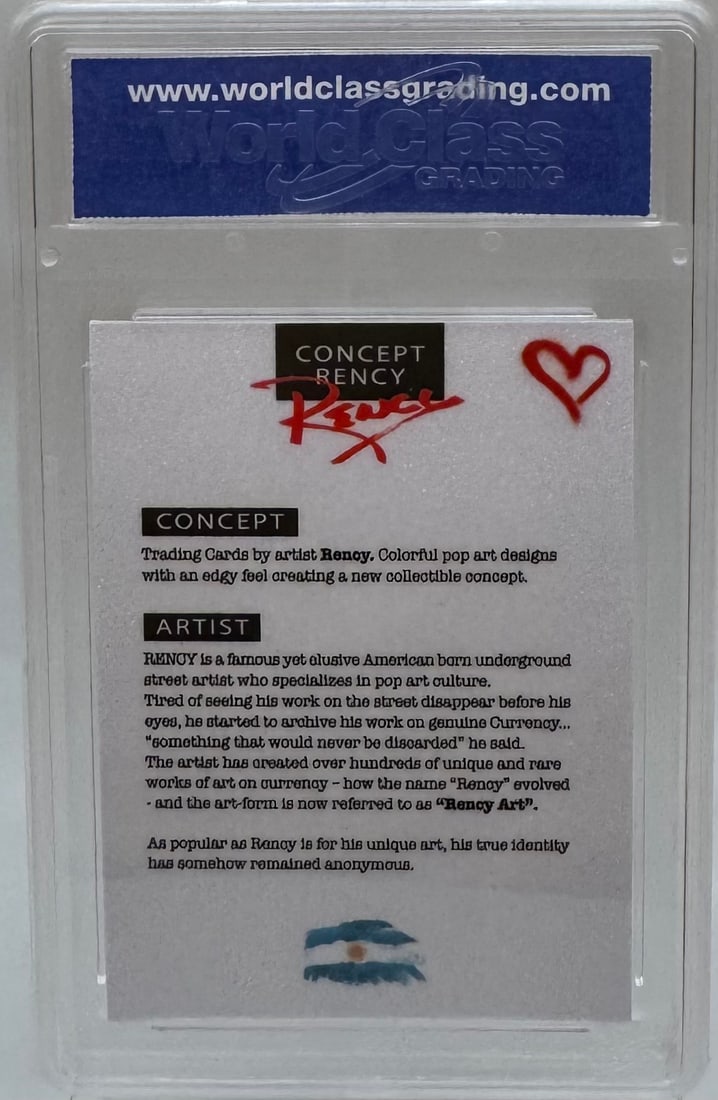 www.worldclassgrading.com
World Class
GRADING
CONCEPT
RENCY
RENCY
CONCEPT
Trading Cards by artist Rency. Colorful pop art designs
with an edgy feel creating a new collectible concept.
ARTIST
RENCY is a famous yet elusive American born underground
street artist who specializes in pop art culture.
Tired of seeing his work on the street disappear before his
eyes, he started to archive his work on genuine Currency...
"something that would never be discarded" he said.
The artist has created over hundreds of unique and rare
works of art on currency – how the name "Rency" evolved
- and the art-form is now referred to as "Rency Art".
As popular as Rency is for his unique art, his true identity
has somehow remained anonymous.